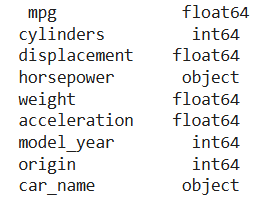 mpg float64
cylinders int64
displacement float64
horsepower object
weight float64
acceleration float64
model_year int64
origin int64
car_name object